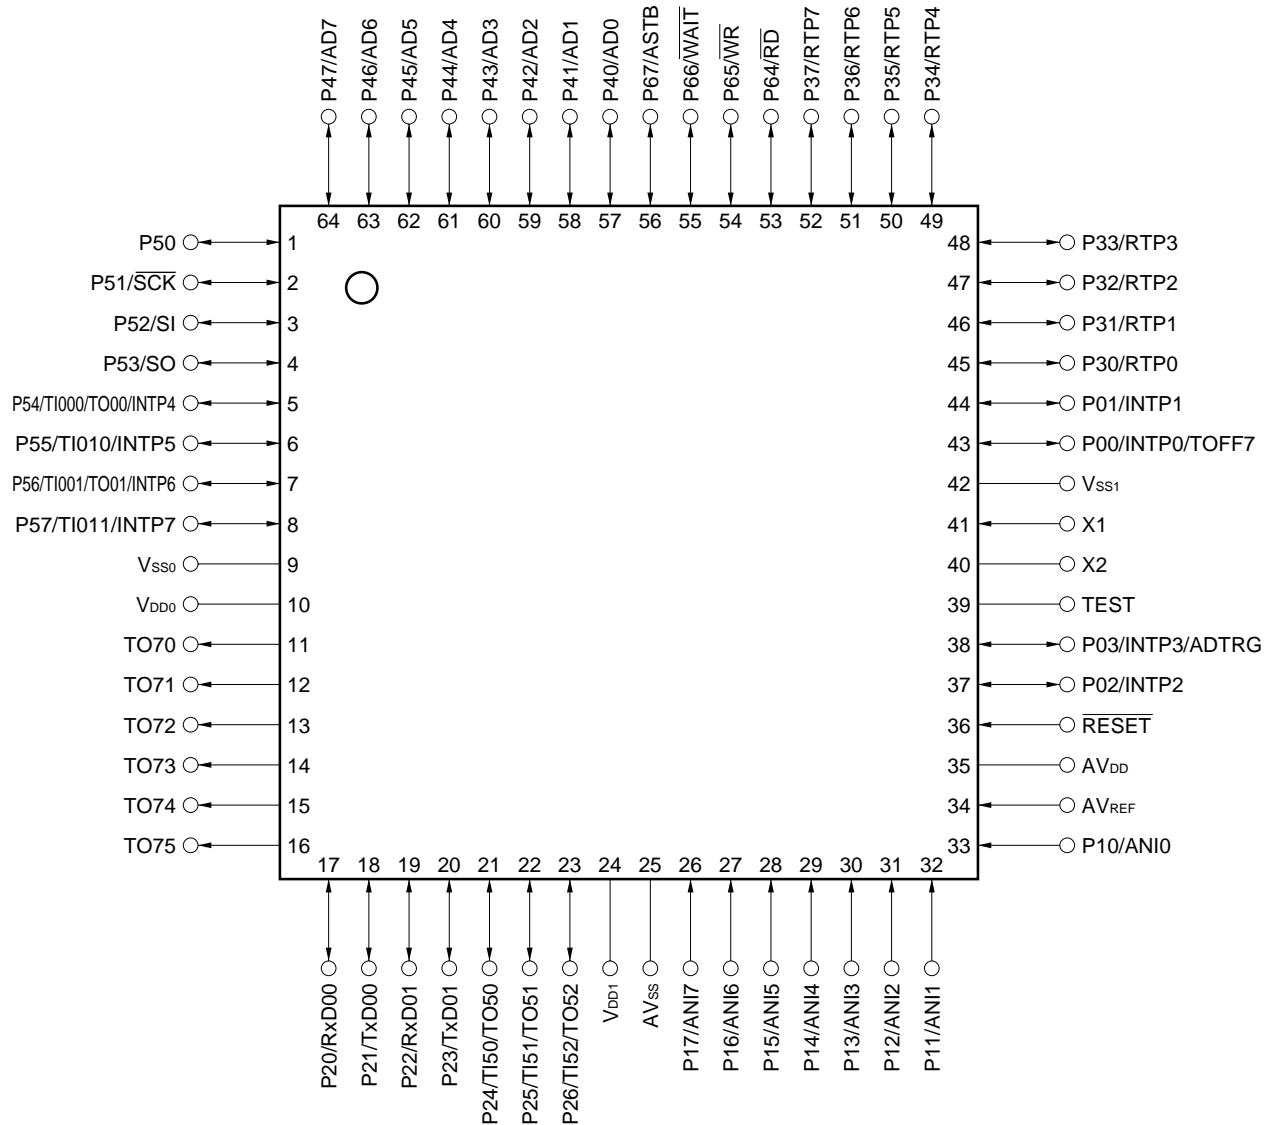 P47/AD7
P46/AD6
P45/AD5
P44/AD4
P43/AD3
P42/AD2
P41/AD1
P40/AD0
P67/ASTB
P66/W̅A̅I̅T̅
P65/W̅R̅
P64/R̅D̅
P37/RTP7
P36/RTP6
P35/RTP5
P34/RTP4
64 63 62 61 60 59 58 57 56 55 54 53 52 51 50 49
P50 1
P51/S̅C̅K̅ 2
P52/SI 3
P53/SO 4
P54/TI000/TO00/INTP4 5
P55/TI010/INTP5 6
P56/TI001/TO01/INTP6 7
P57/TI011/INTP7 8
VSS0 9
VDD0 10
TO70 11
TO71 12
TO72 13
TO73 14
TO74 15
TO75 16
48 P33/RTP3
47 P32/RTP2
46 P31/RTP1
45 P30/RTP0
44 P01/INTP1
43 P00/INTP0/TOFF7
42 VSS1
41 X1
40 X2
39 TEST
38 P03/INTP3/ADTRG
37 P02/INTP2
36 R̅E̅S̅E̅T̅
35 AVDD
34 AVREF
33 P10/ANI0
17 18 19 20 21 22 23 24 25 26 27 28 29 30 31 32
P20/RxD00
P21/TxD00
P22/RxD01
P23/TxD01
P24/TI50/TO50
P25/TI51/TO51
P26/TI52/TO52
VDD1
AVSS
P17/ANI7
P16/ANI6
P15/ANI5
P14/ANI4
P13/ANI3
P12/ANI2
P11/ANI1